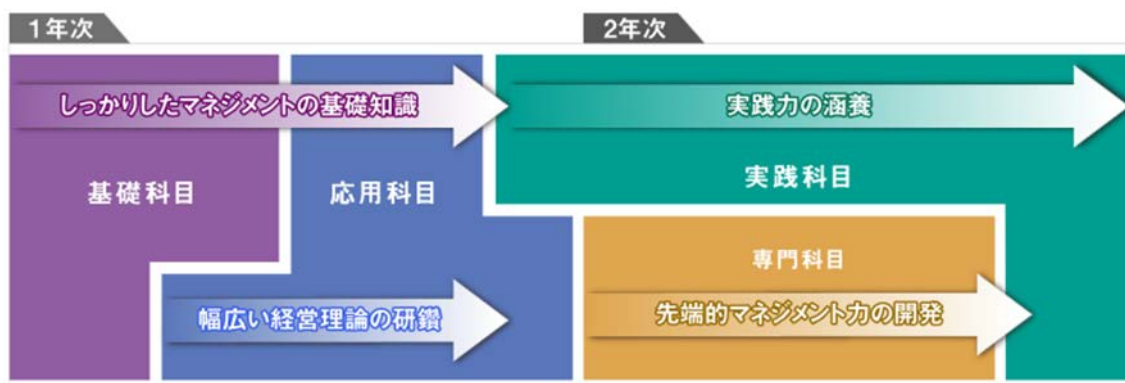 1年次
2年次
しっかりしたマネジメントの基礎知識
実践力の涵養
基礎科目
応用科目
実践科目
専門科目
幅広い経営理論の研鑽
先端的マネジメント力の開発